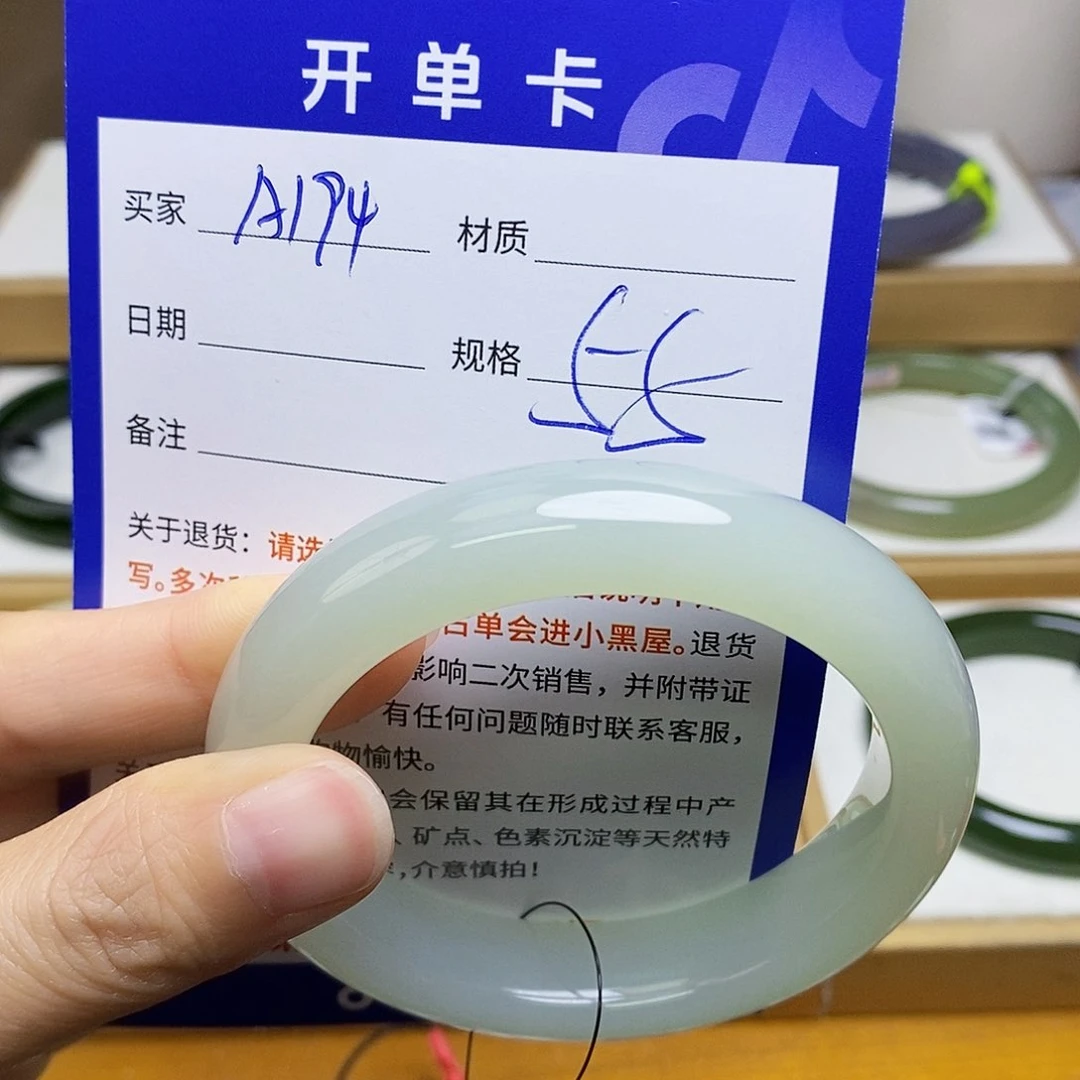 开单卡
买家 A194 材质
日期 规格
备注
关于退货：请选
写。多次
白单会进小黑屋。退货
影响二次销售，并附带证
有任何问题随时联系客服，
物愉快。
会保留其在形成过程中产
、矿点、色素沉淀等天然特
，介意慎拍！